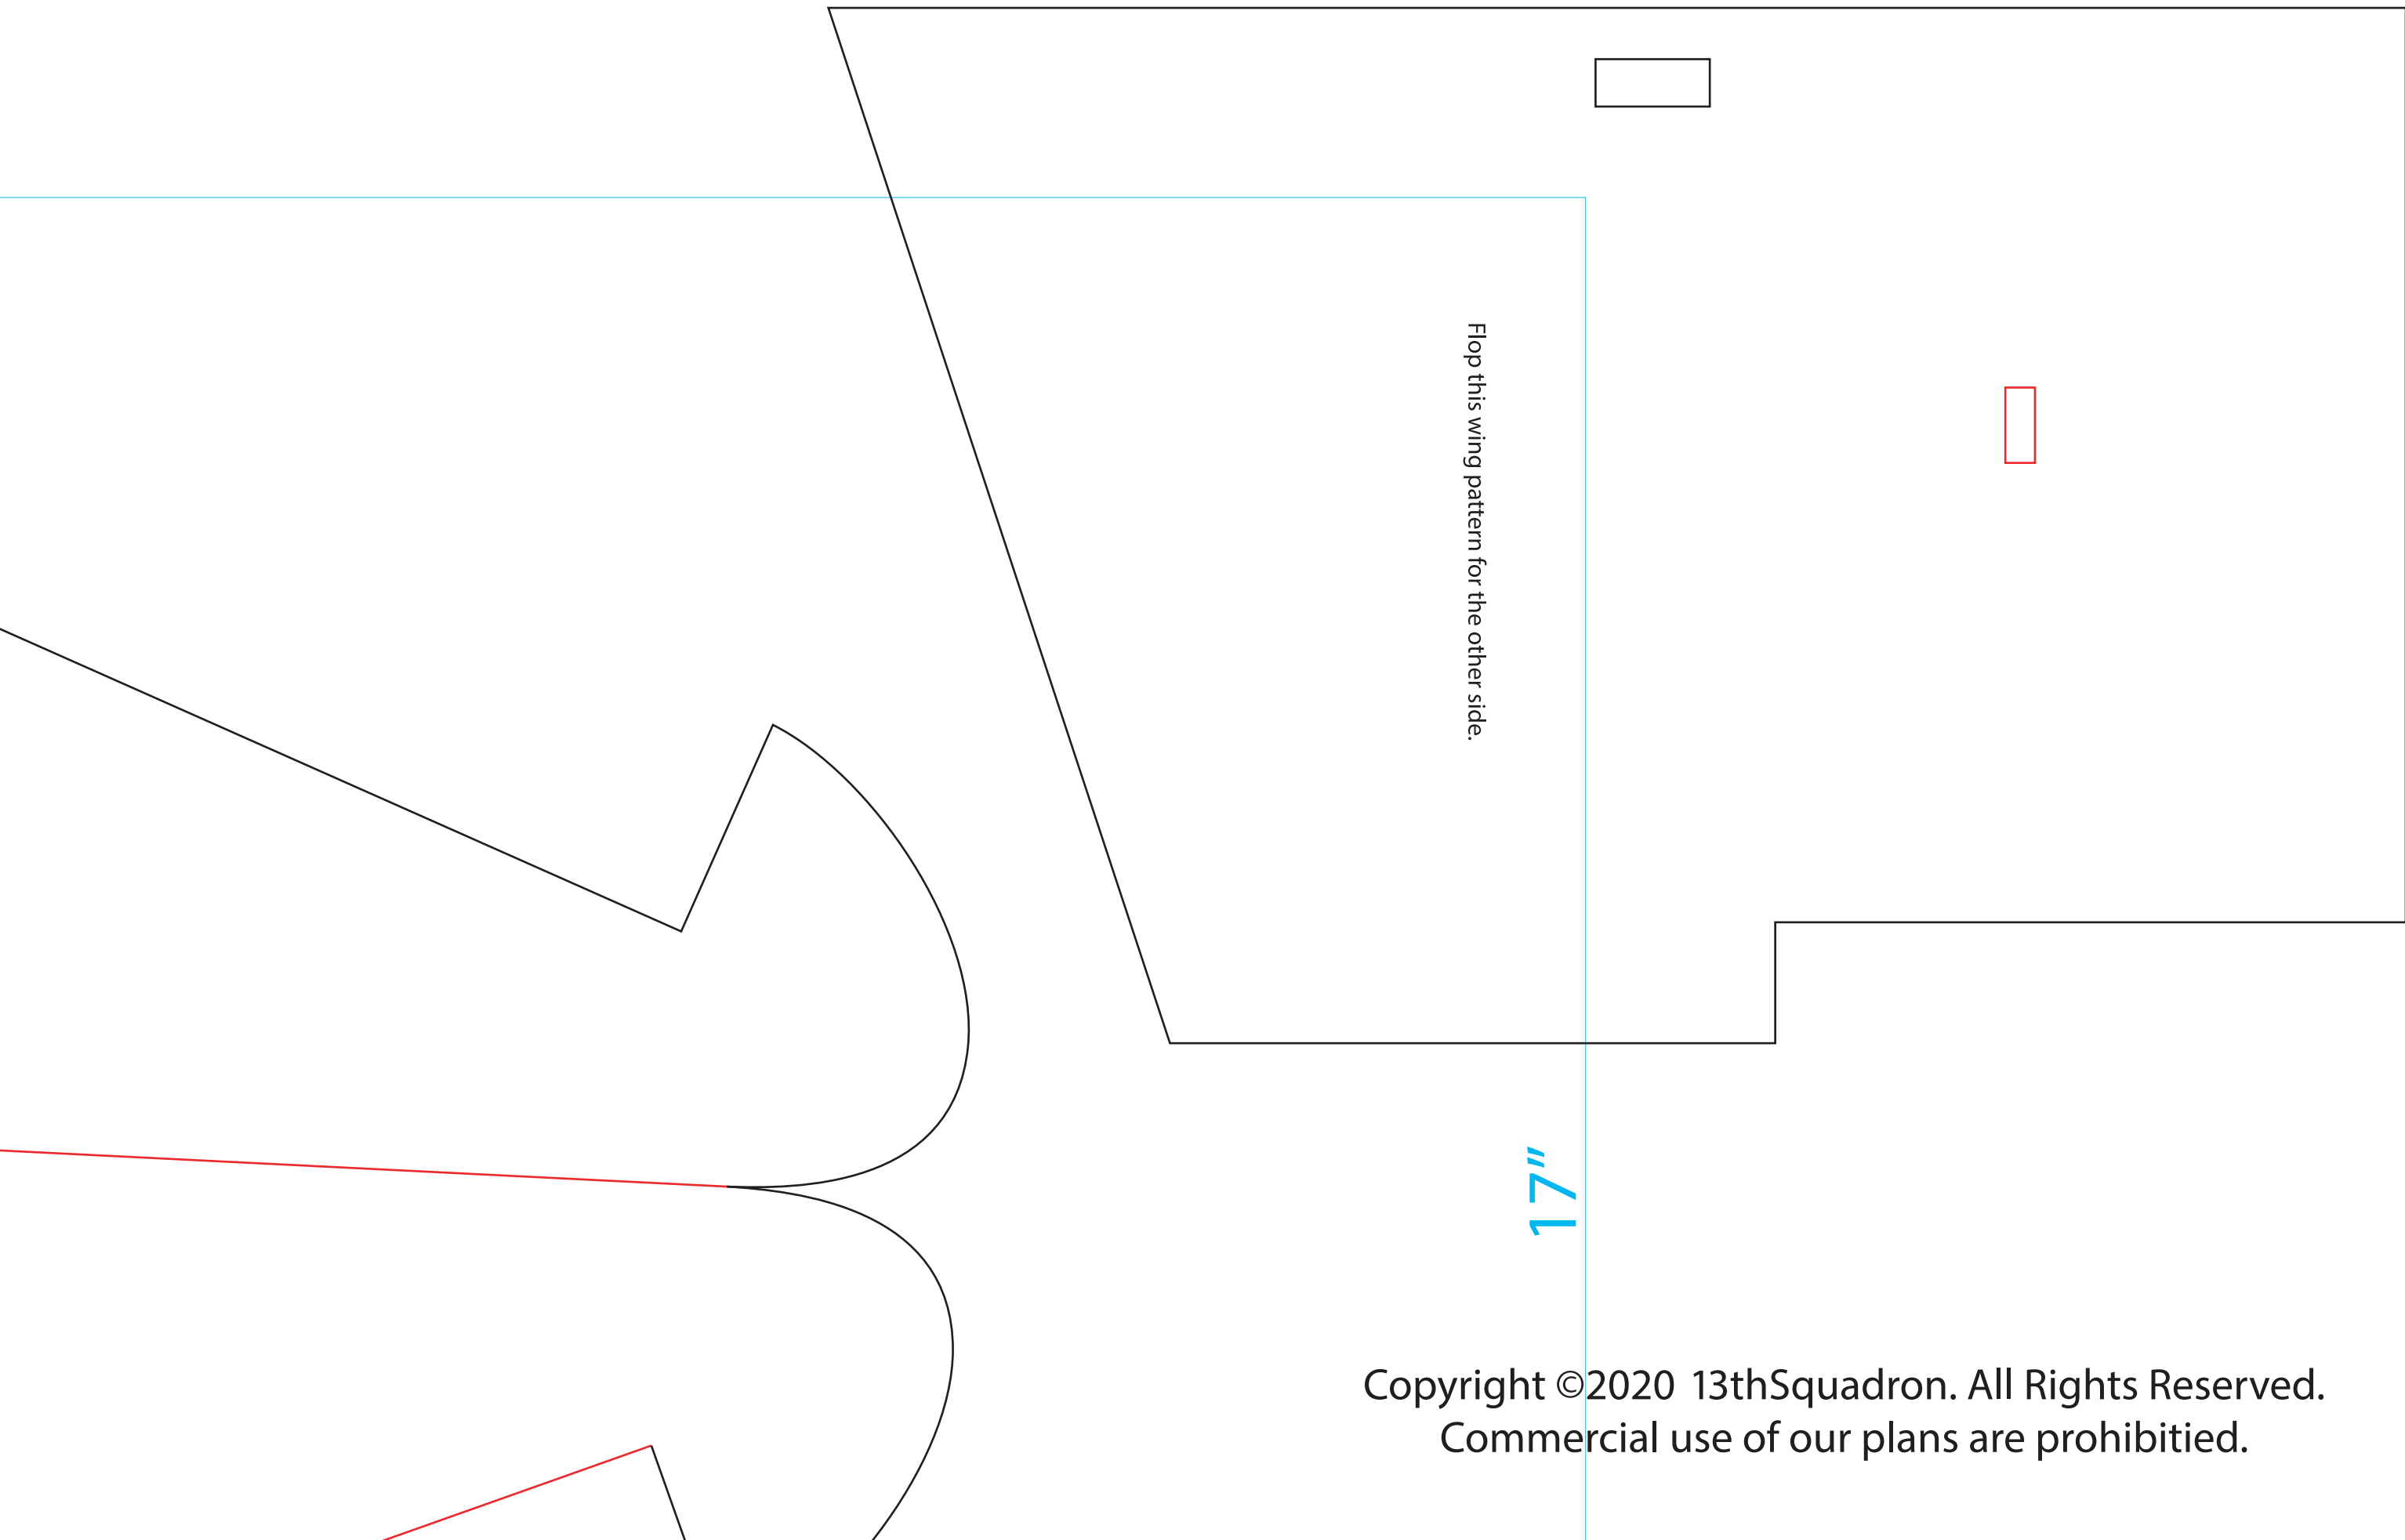 Flop this wing pattern for the other side.
17”
Copyright ©2020 13thSquadron. All Rights Reserved.
Commercial use of our plans are prohibitied.